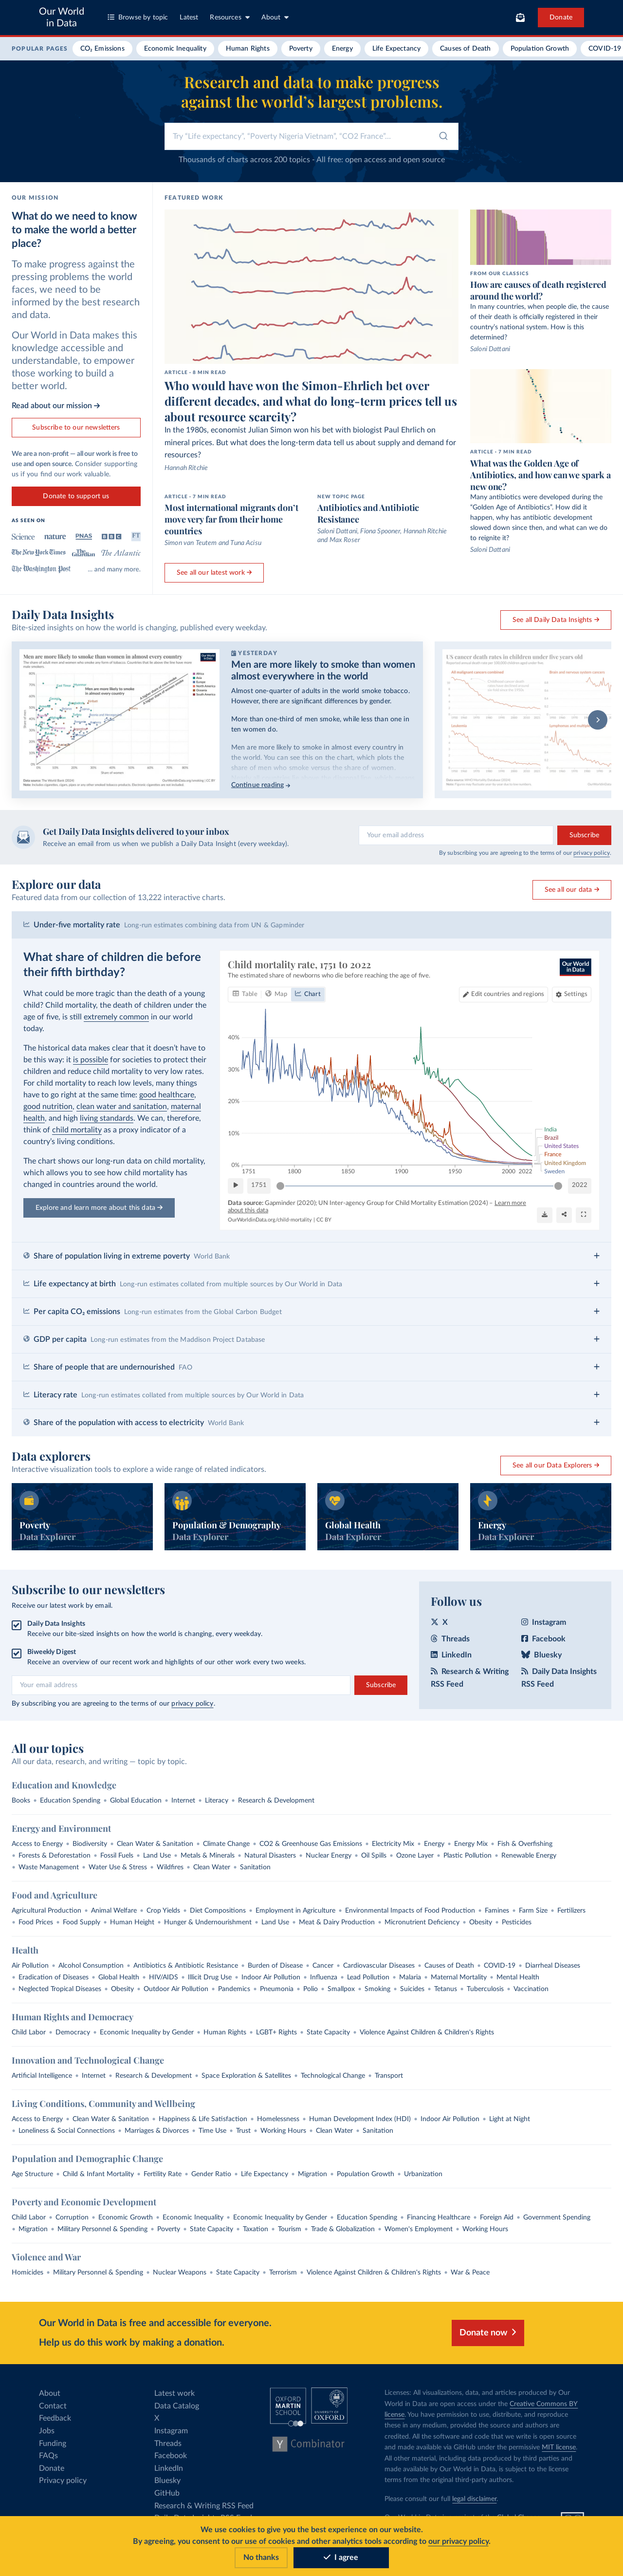 Our World
in Data
Browse by topic
Latest
Resources
About
Donate
POPULAR PAGES
CO₂ Emissions
Economic Inequality
Human Rights
Poverty
Energy
Life Expectancy
Causes of Death
Population Growth
COVID-19
Research and data to make progress
against the world's largest problems.
Try "Life expectancy", "Poverty Nigeria Vietnam", "CO2 France"...
Thousands of charts across 200 topics - All free: open access and open source
OUR MISSION
What do we need to know
to make the world a better
place?
To make progress against the
pressing problems the world
faces, we need to be
informed by the best research
and data.
Our World in Data makes this
knowledge accessible and
understandable, to empower
those working to build a
better world.
Read about our mission →
Subscribe to our newsletters
We are a non-profit — all our work is free to
use and open source. Consider supporting
us if you find our work valuable.
Donate to support us
AS SEEN ON
Science
nature
PNAS
BBC
FT
The New York Times
The Guardian
The Atlantic
The Washington Post
... and many more.
FEATURED WORK
ARTICLE - 8 MIN READ
Who would have won the Simon-Ehrlich bet over
different decades, and what do long-term prices tell us
about resource scarcity?
In the 1980s, economist Julian Simon won his bet with biologist Paul Ehrlich on
mineral prices. But what does the long-term data tell us about supply and demand for
resources?
Hannah Ritchie
ARTICLE - 7 MIN READ
Most international migrants don't
move very far from their home
countries
Simon van Teutem and Tuna Acisu
NEW TOPIC PAGE
Antibiotics and Antibiotic
Resistance
Saloni Dattani, Fiona Spooner, Hannah Ritchie
and Max Roser
See all our latest work →
FROM OUR CLASSICS
How are causes of death registered
around the world?
In many countries, when people die, the cause
of their death is officially registered in their
country's national system. How is this
determined?
Saloni Dattani
ARTICLE - 7 MIN READ
What was the Golden Age of
Antibiotics, and how can we spark a
new one?
Many antibiotics were developed during the
"Golden Age of Antibiotics". How did it
happen, why has antibiotic development
slowed down since then, and what can we do
to reignite it?
Saloni Dattani
Daily Data Insights
Bite-sized insights on how the world is changing, published every weekday.
See all Daily Data Insights →
Men are more likely to smoke than women in almost every country
YESTERDAY
Men are more likely to smoke than women
almost everywhere in the world
Almost one-quarter of adults in the world smoke tobacco.
However, there are significant differences by gender.
More than one-third of men smoke, while less than one in
ten women do.
Men are more likely to smoke in almost every country in
the world. You can see this on the chart, which plots the
share of men who smoke versus the share of women.
Continue reading →
US cancer death rates in children under five years old
Get Daily Data Insights delivered to your inbox
Receive an email from us when we publish a Daily Data Insight (every weekday).
Your email address
Subscribe
By subscribing you are agreeing to the terms of our privacy policy.
Explore our data
Featured data from our collection of 13,222 interactive charts.
See all our data →
Under-five mortality rate Long-run estimates combining data from UN & Gapminder
What share of children die before
their fifth birthday?
What could be more tragic than the death of a young
child? Child mortality, the death of children under the
age of five, is still extremely common in our world
today.
The historical data makes clear that it doesn't have to
be this way: it is possible for societies to protect their
children and reduce child mortality to very low rates.
For child mortality to reach low levels, many things
have to go right at the same time: good healthcare,
good nutrition, clean water and sanitation, maternal
health, and high living standards. We can, therefore,
think of child mortality as a proxy indicator of a
country's living conditions.
The chart shows our long-run data on child mortality,
which allows you to see how child mortality has
changed in countries around the world.
Explore and learn more about this data →
Child mortality rate, 1751 to 2022
The estimated share of newborns who die before reaching the age of five.
Our World
in Data
Table
Map
Chart
Edit countries and regions
Settings
40%
30%
20%
10%
0%
1751
1800
1850
1900
1950
2000
2022
India
Brazil
United States
France
United Kingdom
Sweden
1751
2022
Data source: Gapminder (2020); UN Inter-agency Group for Child Mortality Estimation (2024) – Learn more
about this data
OurWorldinData.org/child-mortality | CC BY
Share of population living in extreme poverty World Bank
Life expectancy at birth Long-run estimates collated from multiple sources by Our World in Data
Per capita CO₂ emissions Long-run estimates from the Global Carbon Budget
GDP per capita Long-run estimates from the Maddison Project Database
Share of people that are undernourished FAO
Literacy rate Long-run estimates collated from multiple sources by Our World in Data
Share of the population with access to electricity World Bank
Data explorers
Interactive visualization tools to explore a wide range of related indicators.
See all our Data Explorers →
Poverty
Data Explorer
Population & Demography
Data Explorer
Global Health
Data Explorer
Energy
Data Explorer
Subscribe to our newsletters
Receive our latest work by email.
Daily Data Insights
Receive our bite-sized insights on how the world is changing, every weekday.
Biweekly Digest
Receive an overview of our recent work and highlights of our other work every two weeks.
Your email address
Subscribe
By subscribing you are agreeing to the terms of our privacy policy.
Follow us
X
Instagram
Threads
Facebook
LinkedIn
Bluesky
Research & Writing
RSS Feed
Daily Data Insights
RSS Feed
All our topics
All our data, research, and writing — topic by topic.
Education and Knowledge
Books • Education Spending • Global Education • Internet • Literacy • Research & Development
Energy and Environment
Access to Energy • Biodiversity • Clean Water & Sanitation • Climate Change • CO2 & Greenhouse Gas Emissions • Electricity Mix • Energy • Energy Mix • Fish & Overfishing
• Forests & Deforestation • Fossil Fuels • Land Use • Metals & Minerals • Natural Disasters • Nuclear Energy • Oil Spills • Ozone Layer • Plastic Pollution • Renewable Energy
• Waste Management • Water Use & Stress • Wildfires • Clean Water • Sanitation
Food and Agriculture
Agricultural Production • Animal Welfare • Crop Yields • Diet Compositions • Employment in Agriculture • Environmental Impacts of Food Production • Famines • Farm Size • Fertilizers
• Food Prices • Food Supply • Human Height • Hunger & Undernourishment • Land Use • Meat & Dairy Production • Micronutrient Deficiency • Obesity • Pesticides
Health
Air Pollution • Alcohol Consumption • Antibiotics & Antibiotic Resistance • Burden of Disease • Cancer • Cardiovascular Diseases • Causes of Death • COVID-19 • Diarrheal Diseases
• Eradication of Diseases • Global Health • HIV/AIDS • Illicit Drug Use • Indoor Air Pollution • Influenza • Lead Pollution • Malaria • Maternal Mortality • Mental Health
• Neglected Tropical Diseases • Obesity • Outdoor Air Pollution • Pandemics • Pneumonia • Polio • Smallpox • Smoking • Suicides • Tetanus • Tuberculosis • Vaccination
Human Rights and Democracy
Child Labor • Democracy • Economic Inequality by Gender • Human Rights • LGBT+ Rights • State Capacity • Violence Against Children & Children's Rights
Innovation and Technological Change
Artificial Intelligence • Internet • Research & Development • Space Exploration & Satellites • Technological Change • Transport
Living Conditions, Community and Wellbeing
Access to Energy • Clean Water & Sanitation • Happiness & Life Satisfaction • Homelessness • Human Development Index (HDI) • Indoor Air Pollution • Light at Night
• Loneliness & Social Connections • Marriages & Divorces • Time Use • Trust • Working Hours • Clean Water • Sanitation
Population and Demographic Change
Age Structure • Child & Infant Mortality • Fertility Rate • Gender Ratio • Life Expectancy • Migration • Population Growth • Urbanization
Poverty and Economic Development
Child Labor • Corruption • Economic Growth • Economic Inequality • Economic Inequality by Gender • Education Spending • Financing Healthcare • Foreign Aid • Government Spending
• Migration • Military Personnel & Spending • Poverty • State Capacity • Taxation • Tourism • Trade & Globalization • Women's Employment • Working Hours
Violence and War
Homicides • Military Personnel & Spending • Nuclear Weapons • State Capacity • Terrorism • Violence Against Children & Children's Rights • War & Peace
Our World in Data is free and accessible for everyone.
Help us do this work by making a donation.
Donate now
About
Contact
Feedback
Jobs
Funding
FAQs
Donate
Privacy policy
Latest work
Data Catalog
X
Instagram
Threads
Facebook
LinkedIn
Bluesky
GitHub
Research & Writing RSS Feed
OXFORD
MARTIN
SCHOOL
UNIVERSITY OF
OXFORD
Y Combinator
Licenses: All visualizations, data, and articles produced by Our
World in Data are open access under the Creative Commons BY
license. You have permission to use, distribute, and reproduce
these in any medium, provided the source and authors are
credited. All the software and code that we write is open source
and made available via GitHub under the permissive MIT license.
All other material, including data produced by third parties and
made available by Our World in Data, is subject to the license
terms from the original third-party authors.
Please consult our full legal disclaimer.
We use cookies to give you the best experience on our website.
By agreeing, you consent to our use of cookies and other analytics tools according to our privacy policy.
No thanks
I agree